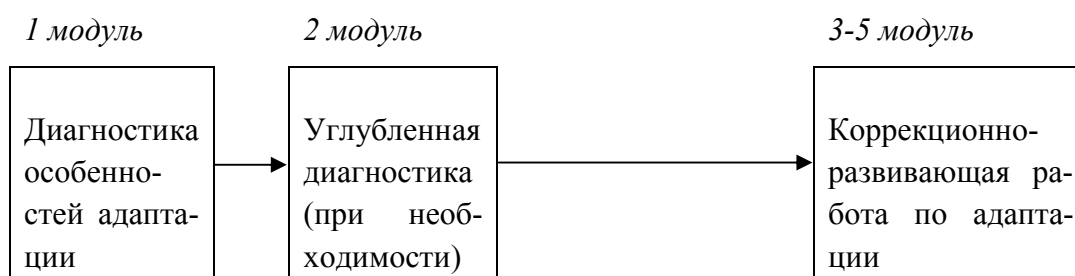 1 модуль
2 модуль
3-5 модуль
Диагностика
особенно-
стей адапта-
ции
Углубленная
диагностика
(при необ-
ходимости)
Коррекционно-
развивающая ра-
бота по адапта-
ции